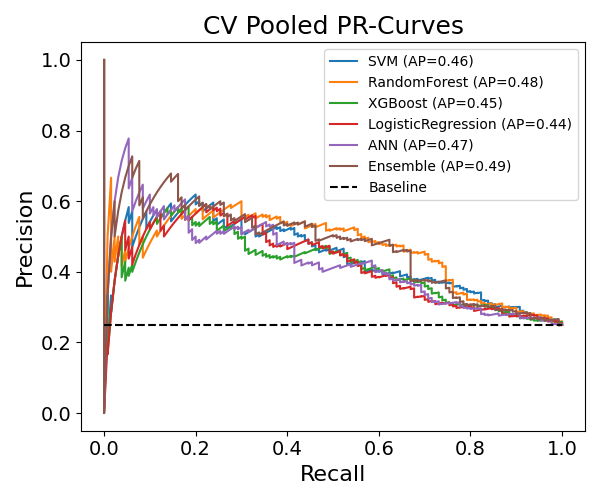 CV Pooled PR-Curves
SVM (AP=0.46)
RandomForest (AP=0.48)
XGBoost (AP=0.45)
LogisticRegression (AP=0.44)
ANN (AP=0.47)
Ensemble (AP=0.49)
Baseline
Precision
1.0
0.8
0.6
0.4
0.2
0.0
0.0 0.2 0.4 0.6 0.8 1.0
Recall